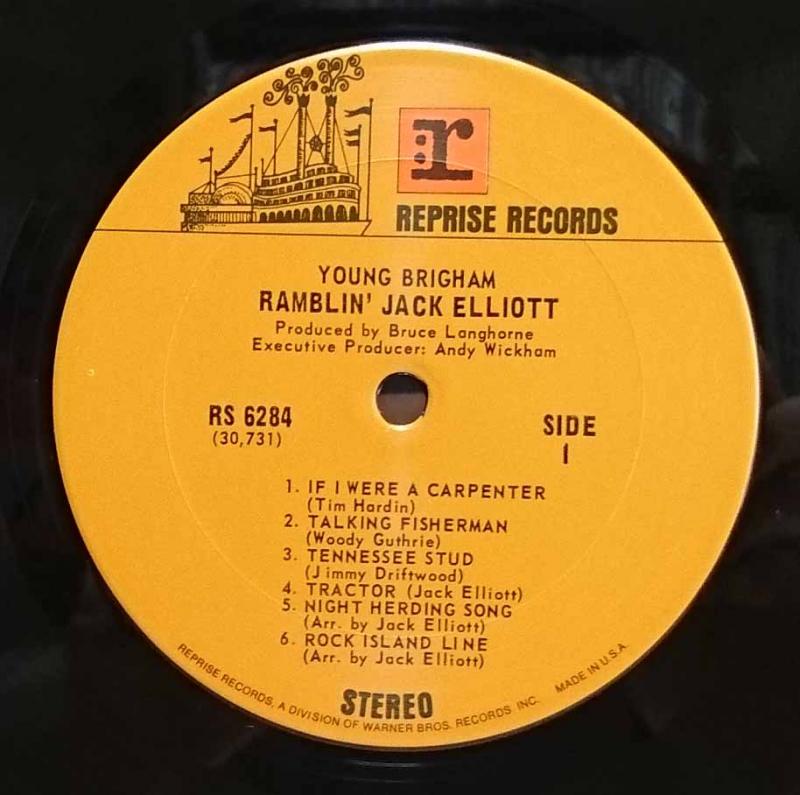 r
REPRISE RECORDS
YOUNG BRIGHAM
RAMBLIN' JACK ELLIOTT
Produced by Bruce Langhorne
Executive Producer: Andy Wickham
RS 6284
(30,731)
SIDE
1
1. IF I WERE A CARPENTER
(Tim Hardin)
2. TALKING FISHERMAN
(Woody Guthrie)
3. TENNESSEE STUD
(Jimmy Driftwood)
4. TRACTOR (Jack Elliott)
5. NIGHT HERDING SONG
(Arr. by Jack Elliott)
6. ROCK ISLAND LINE
(Arr. by Jack Elliott)
STEREO
REPRISE RECORDS, A DIVISION OF WARNER BROS. RECORDS, INC. MADE IN U.S.A.